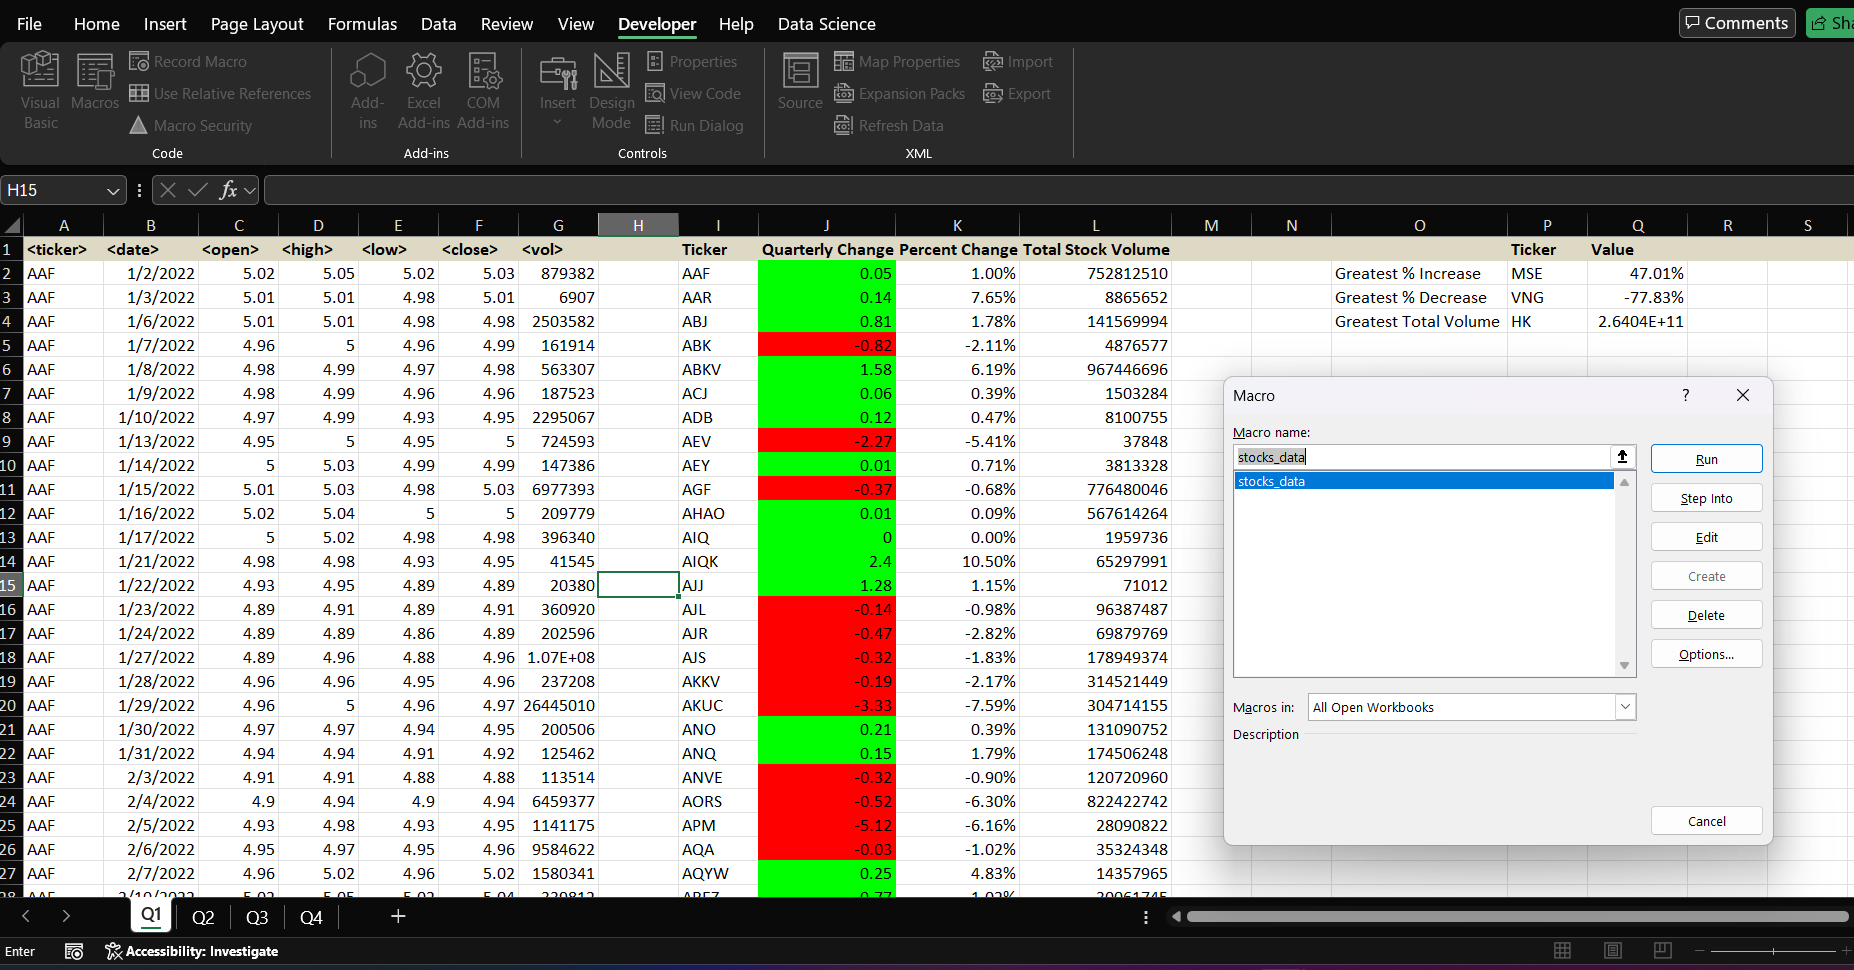 File Home Insert Page Layout Formulas Data Review View Developer Help Data Science Comments
Visual Basic Macros Record Macro Use Relative References Macro Security Code
Add-ins Excel Add-ins COM Add-ins Add-ins
Insert Design Mode Properties View Code Run Dialog Controls
Source Map Properties Expansion Packs Refresh Data Import Export XML
H15 fx
A B C D E F G H I J K L M N O P Q R S
1 <ticker> <date> <open> <high> <low> <close> <vol> Ticker Quarterly Change Percent Change Total Stock Volume Ticker Value
2 AAF 1/2/2022 5.02 5.05 5.02 5.03 879382 AAF 0.05 1.00% 752812510 Greatest % Increase MSE 47.01%
3 AAF 1/3/2022 5.01 5.01 4.98 5.01 6907 AAR 0.14 7.65% 8865652 Greatest % Decrease VNG -77.83%
4 AAF 1/6/2022 5.01 5.01 4.98 4.98 2503582 ABJ 0.81 1.78% 141569994 Greatest Total Volume HK 2.6404E+11
5 AAF 1/7/2022 4.96 5 4.96 4.99 161914 ABK -0.82 -2.11% 4876577
6 AAF 1/8/2022 4.98 4.99 4.97 4.98 563307 ABKV 1.58 6.19% 967446696
7 AAF 1/9/2022 4.98 4.99 4.96 4.96 187523 ACJ 0.06 0.39% 1503284
8 AAF 1/10/2022 4.97 4.99 4.93 4.95 2295067 ADB 0.12 0.47% 8100755
9 AAF 1/13/2022 4.95 5 4.95 5 724593 AEV -2.27 -5.41% 37848
10 AAF 1/14/2022 5 5.03 4.99 4.99 147386 AEY 0.01 0.71% 3813328
11 AAF 1/15/2022 5.01 5.03 4.98 5.03 6977393 AGF -0.37 -0.68% 776480046
12 AAF 1/16/2022 5.02 5.04 5 5 209779 AHAO 0.01 0.09% 567614264
13 AAF 1/17/2022 5 5.02 4.98 4.98 396340 AIQ 0 0.00% 1959736
14 AAF 1/21/2022 4.98 4.98 4.93 4.95 41545 AIQK 2.4 10.50% 65297991
15 AAF 1/22/2022 4.93 4.95 4.89 4.89 20380 AJJ 1.28 1.15% 71012
16 AAF 1/23/2022 4.89 4.91 4.89 4.91 360920 AJL -0.14 -0.98% 96387487
17 AAF 1/24/2022 4.89 4.89 4.86 4.89 202596 AJR -0.47 -2.82% 69879769
18 AAF 1/27/2022 4.89 4.96 4.88 4.96 1.07E+08 AJS -0.32 -1.83% 178949374
19 AAF 1/28/2022 4.96 4.96 4.95 4.96 237208 AKKV -0.19 -2.17% 314521449
20 AAF 1/29/2022 4.96 5 4.96 4.97 26445010 AKUC -3.33 -7.59% 304714155
21 AAF 1/30/2022 4.97 4.97 4.94 4.95 200506 ANO 0.21 0.39% 131090752
22 AAF 1/31/2022 4.94 4.94 4.91 4.92 125462 ANQ 0.15 1.79% 174506248
23 AAF 2/3/2022 4.91 4.91 4.88 4.88 113514 ANVE -0.32 -0.90% 120720960
24 AAF 2/4/2022 4.9 4.94 4.9 4.94 6459377 AORS -0.52 -6.30% 822422742
25 AAF 2/5/2022 4.93 4.98 4.93 4.95 1141175 APM -5.12 -6.16% 28090822
26 AAF 2/6/2022 4.95 4.97 4.95 4.96 9584622 AQA -0.03 -1.02% 35324348
27 AAF 2/7/2022 4.96 5.02 4.96 5.02 1580341 AQYW 0.25 4.83% 14357965
Macro ?
Macro name:
stocks_data
stocks_data
Run
Step Into
Edit
Create
Delete
Options...
Macros in: All Open Workbooks
Description
Cancel
Q1 Q2 Q3 Q4
Enter Accessibility: Investigate